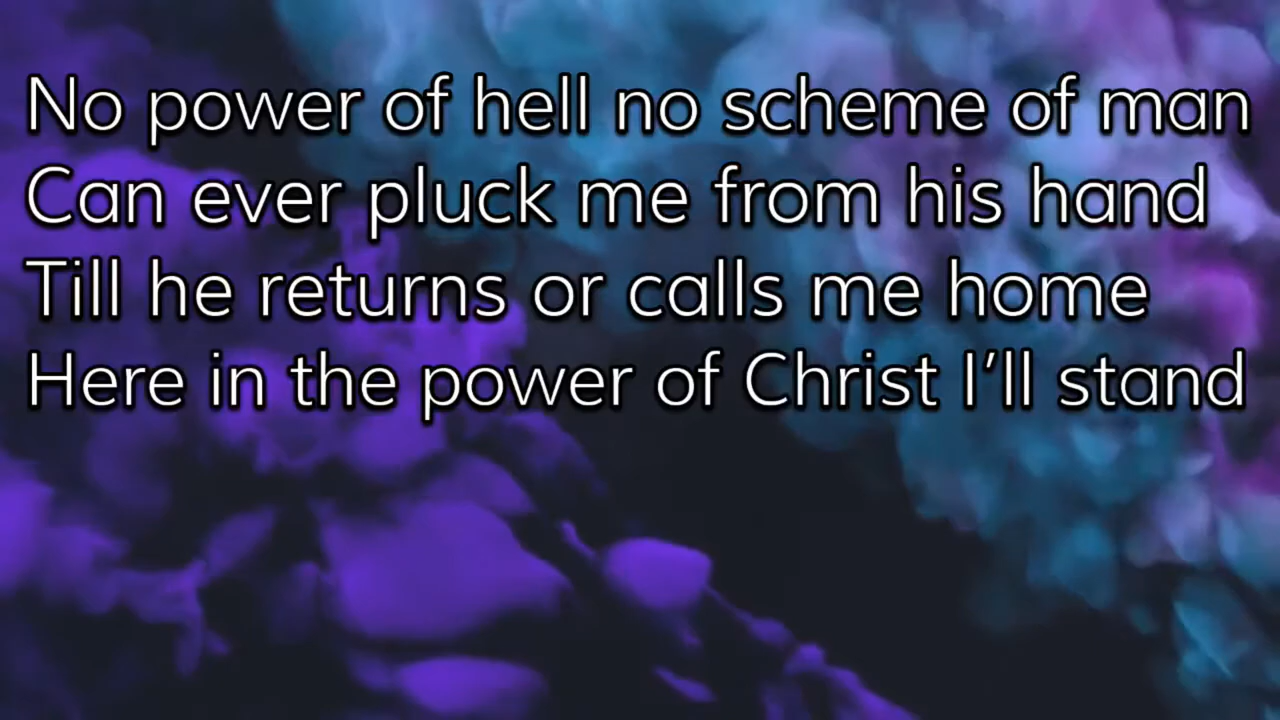 No power of hell no scheme of man
Can ever pluck me from his hand
Till he returns or calls me home
Here in the power of Christ I’ll stand